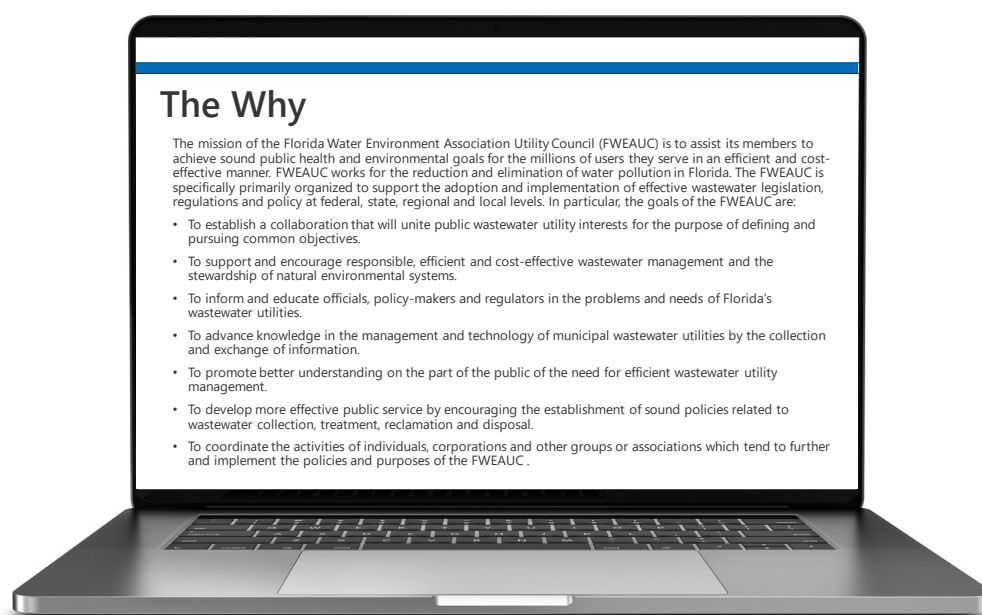 The Why
The mission of the Florida Water Environment Association Utility Council (FWEAUC) is to assist its members to
achieve sound public health and environmental goals for the millions of users they serve in an efficient and cost-
effective manner. FWEAUC works for the reduction and elimination of water pollution in Florida. The FWEAUC is
specifically primarily organized to support the adoption and implementation of effective wastewater legislation,
regulations and policy at federal, state, regional and local levels. In particular, the goals of the FWEAUC are:
• To establish a collaboration that will unite public wastewater utility interests for the purpose of defining and
pursuing common objectives.
• To support and encourage responsible, efficient and cost-effective wastewater management and the
stewardship of natural environmental systems.
• To inform and educate officials, policy-makers and regulators in the problems and needs of Florida's
wastewater utilities.
• To advance knowledge in the management and technology of municipal wastewater utilities by the collection
and exchange of information.
• To promote better understanding on the part of the public of the need for efficient wastewater utility
management.
• To develop more effective public service by encouraging the establishment of sound policies related to
wastewater collection, treatment, reclamation and disposal.
• To coordinate the activities of individuals, corporations and other groups or associations which tend to further
and implement the policies and purposes of the FWEAUC .